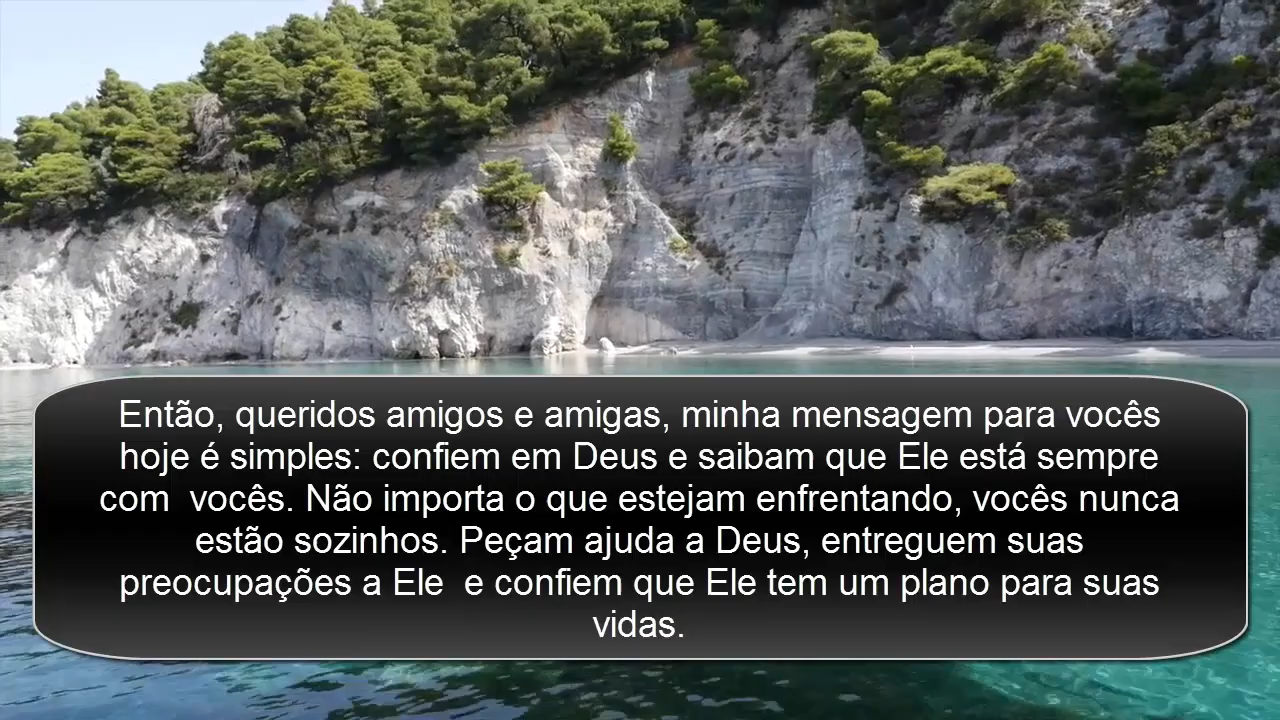 Então, queridos amigos e amigas, minha mensagem para vocês
hoje é simples: confiem em Deus e saibam que Ele está sempre
com  vocês. Não importa o que estejam enfrentando, vocês nunca
estão sozinhos. Peçam ajuda a Deus, entreguem suas
preocupações a Ele  e confiem que Ele tem um plano para suas
vidas.